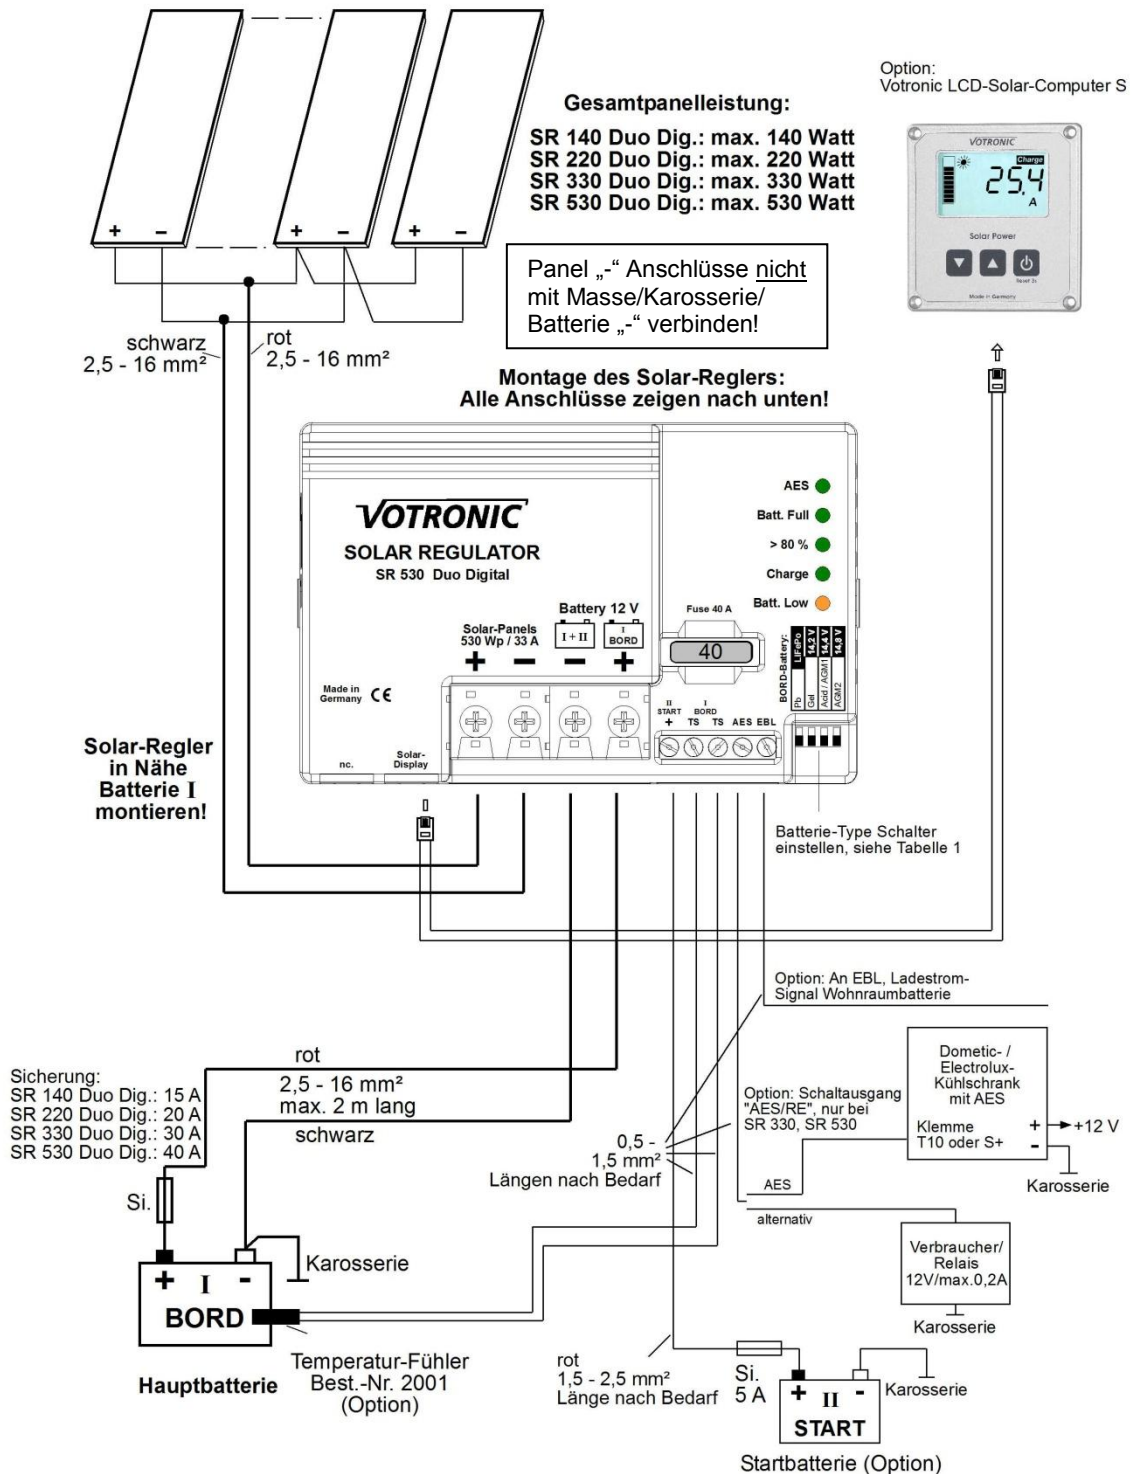 Option:
Votronic LCD-Solar-Computer S
Gesamtpanelleistung:
SR 140 Duo Dig.: max. 140 Watt
SR 220 Duo Dig.: max. 220 Watt
SR 330 Duo Dig.: max. 330 Watt
SR 530 Duo Dig.: max. 530 Watt
VOTRONIC
Charge
25.4
A
Solar Power
Reset 3s
Made in Germany
+ − + − + −
Panel „-“ Anschlüsse nicht
mit Masse/Karosserie/
Batterie „-“ verbinden!
schwarz
2,5 - 16 mm²
rot
2,5 - 16 mm²
Montage des Solar-Reglers:
Alle Anschlüsse zeigen nach unten!
VOTRONIC
SOLAR REGULATOR
SR 530 Duo Digital
AES
Batt. Full
> 80 %
Charge
Batt. Low
Battery 12 V
Solar-Panels
530 Wp / 33 A
I + II
I
BORD
+ − − +
Fuse 40 A
40
BORD-Battery:
Pb LiFePo
Gel 14,2 V
Acid / AGM1 14,4 V
AGM2 14,8 V
Made in
Germany CE
II
START
+
I
BORD
TS TS AES EBL
nc.
Solar-
Display
Solar-Regler
in Nähe
Batterie I
montieren!
Batterie-Type Schalter
einstellen, siehe Tabelle 1
Option: An EBL, Ladestrom-
Signal Wohnraumbatterie
Sicherung:
SR 140 Duo Dig.: 15 A
SR 220 Duo Dig.: 20 A
SR 330 Duo Dig.: 30 A
SR 530 Duo Dig.: 40 A
rot
2,5 - 16 mm²
max. 2 m lang
schwarz
Option: Schaltausgang
"AES/RE", nur bei
SR 330, SR 530
0,5 -
1,5 mm²
Längen nach Bedarf
Dometic- /
Electrolux-
Kühlschrank
mit AES
Klemme
T10 oder S+
+
-
+12 V
Karosserie
AES
alternativ
Verbraucher/
Relais
12V/max.0,2A
Karosserie
Si.
Karosserie
+ I -
BORD
Hauptbatterie
Temperatur-Fühler
Best.-Nr. 2001
(Option)
rot
1,5 - 2,5 mm²
Länge nach Bedarf
Si.
5 A
+ II -
START
Karosserie
Startbatterie (Option)